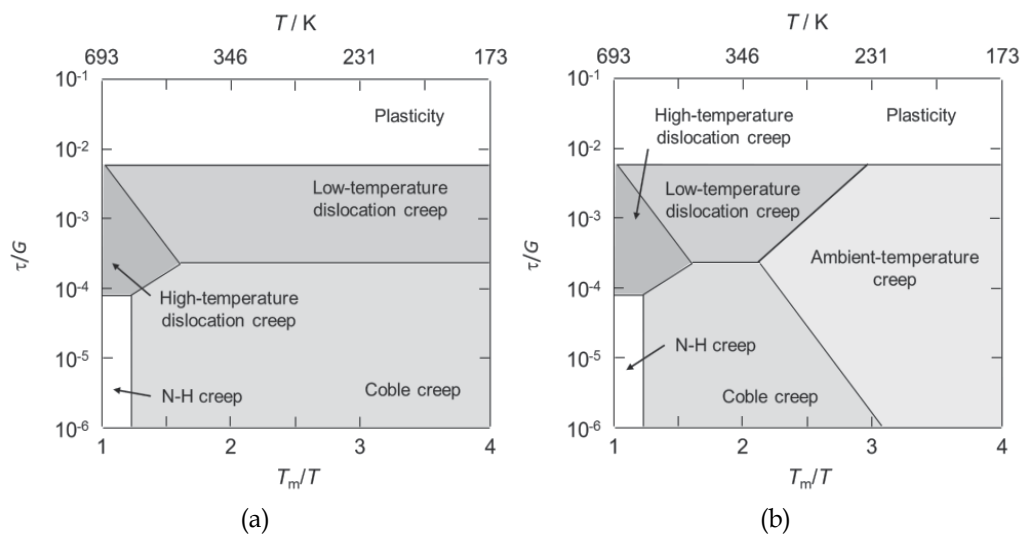 T / K
693 346 231 173
10-1
10-2
10-3
10-4
10-5
10-6
τ/G
Plasticity
Low-temperature
dislocation creep
High-temperature
dislocation creep
N-H creep
Coble creep
1 2 3 4
Tm/T
(a)
T / K
693 346 231 173
10-1
10-2
10-3
10-4
10-5
10-6
τ/G
High-temperature
dislocation creep
Plasticity
Low-temperature
dislocation creep
Ambient-temperature
creep
N-H creep
Coble creep
1 2 3 4
Tm/T
(b)